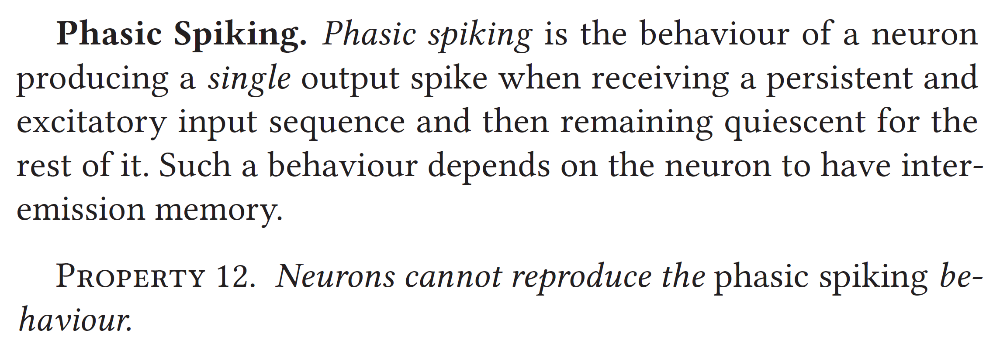 Phasic Spiking. Phasic spiking is the behaviour of a neuron
producing a single output spike when receiving a persistent and
excitatory input sequence and then remaining quiescent for the
rest of it. Such a behaviour depends on the neuron to have inter-
emission memory.
Property 12. Neurons cannot reproduce the phasic spiking be-
haviour.